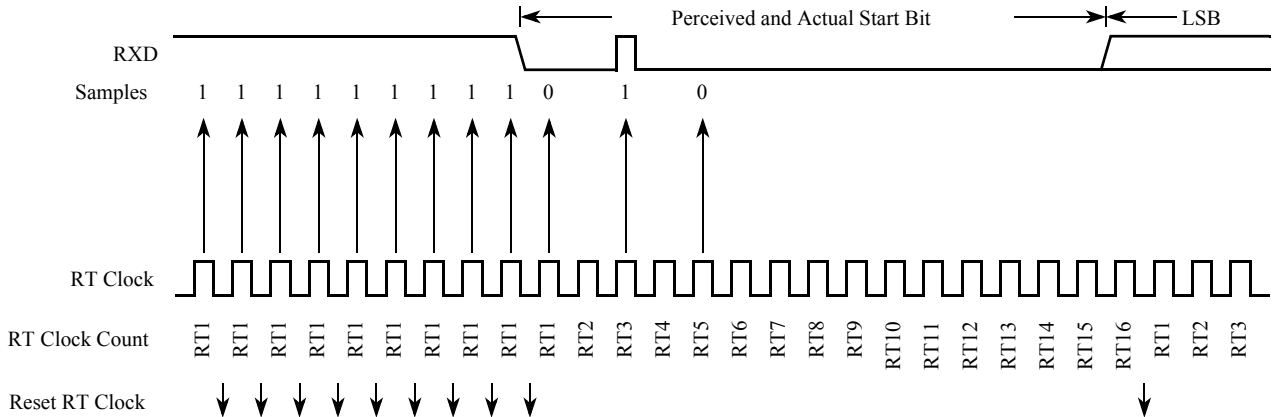 Perceived and Actual Start Bit LSB
RXD
Samples 1 1 1 1 1 1 1 1 1 0 1 0
RT Clock
RT Clock Count RT1 RT1 RT1 RT1 RT1 RT1 RT1 RT1 RT1 RT1 RT2 RT3 RT4 RT5 RT6 RT7 RT8 RT9 RT10 RT11 RT12 RT13 RT14 RT15 RT16 RT1 RT2 RT3
Reset RT Clock